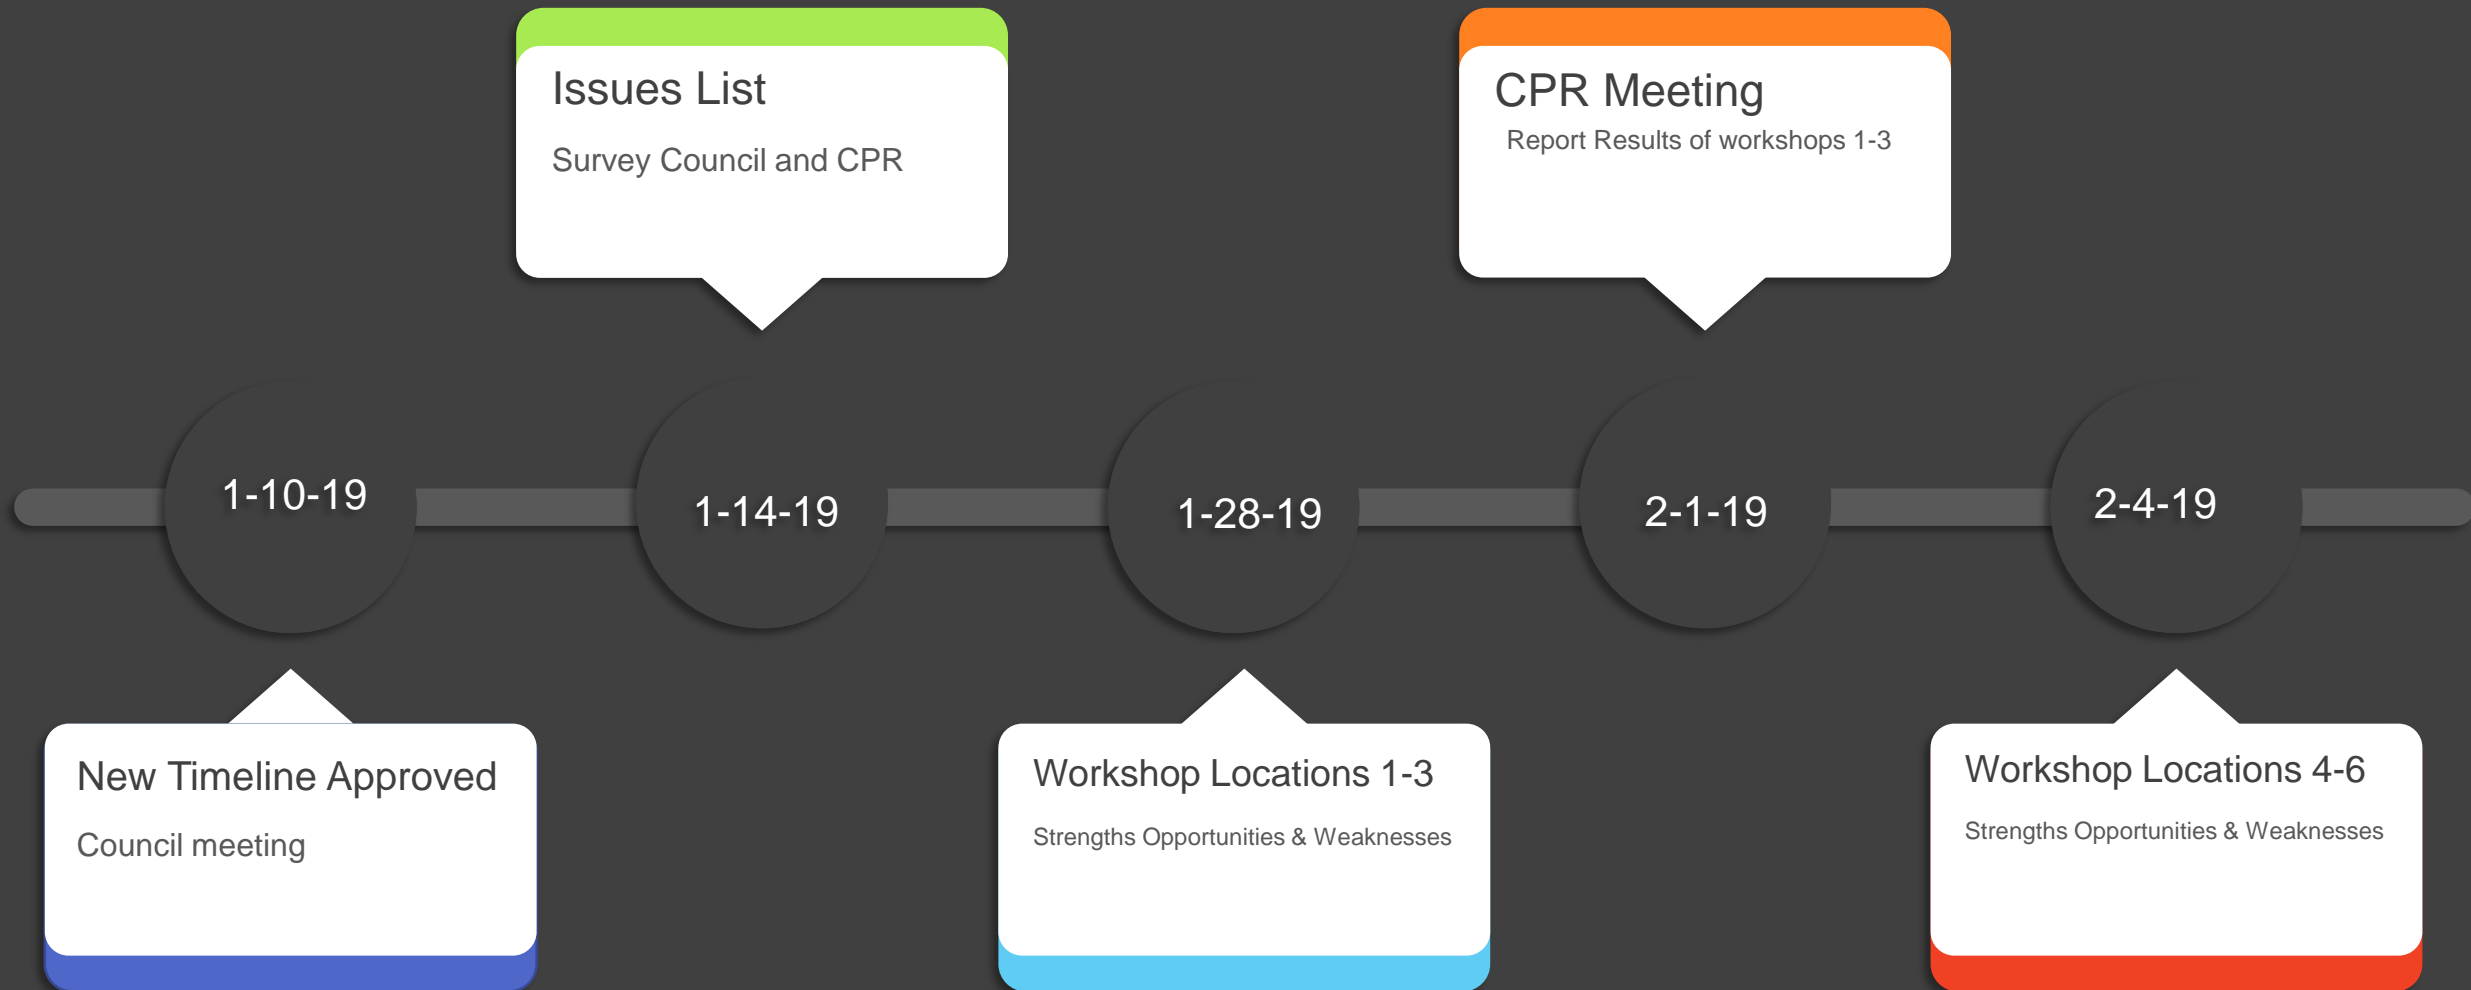 Issues List
Survey Council and CPR
CPR Meeting
Report Results of workshops 1-3
1-10-19
1-14-19
1-28-19
2-1-19
2-4-19
New Timeline Approved
Council meeting
Workshop Locations 1-3
Strengths Opportunities & Weaknesses
Workshop Locations 4-6
Strengths Opportunities & Weaknesses